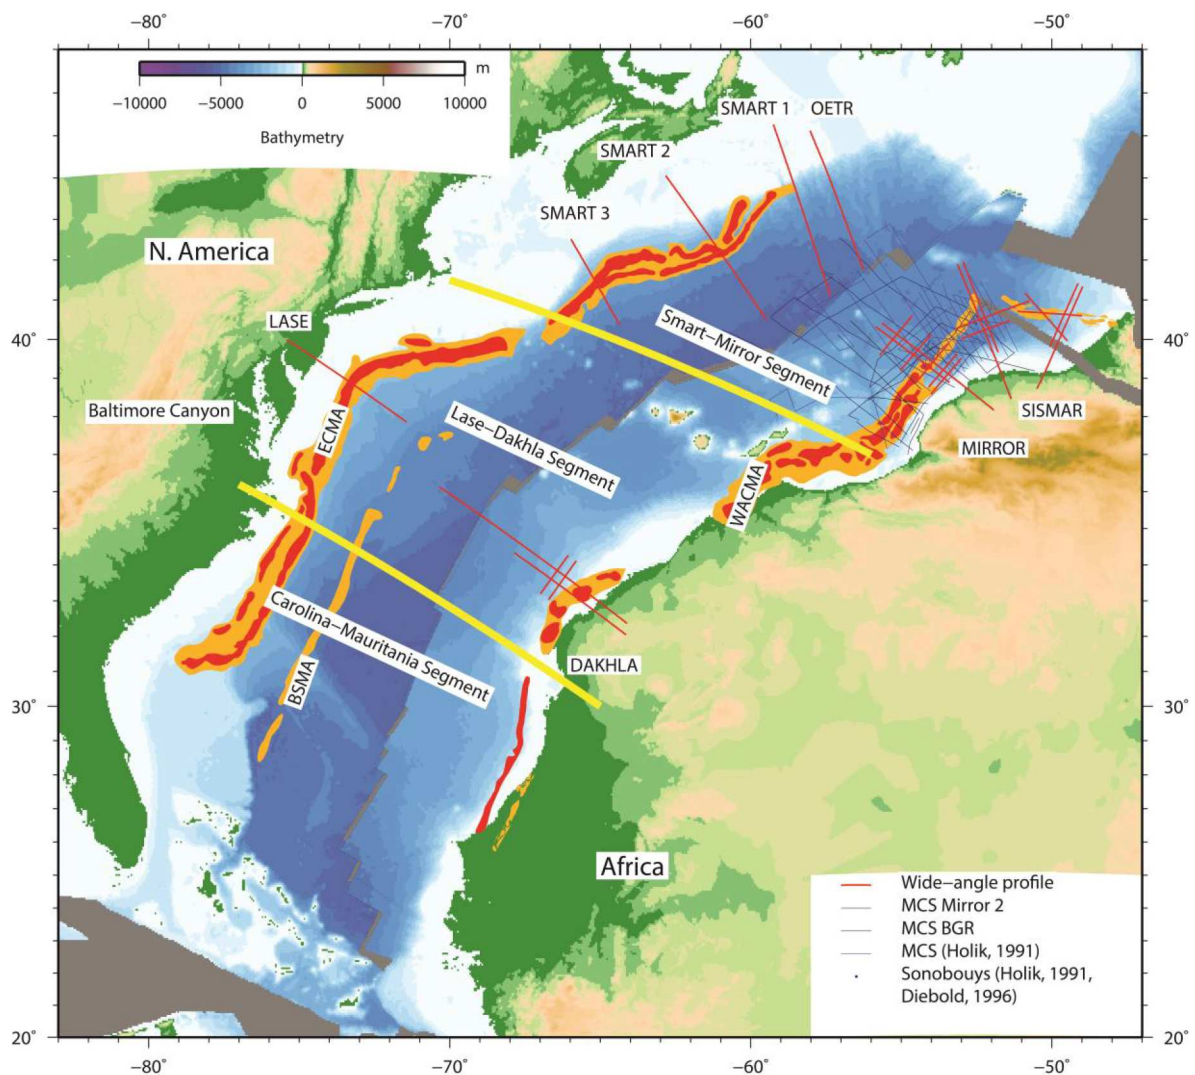 −80° −70° −60° −50°
m
−10000 −5000 0 5000 10000
Bathymetry
SMART 1 OETR
SMART 2
SMART 3
N. America
LASE
40° 40°
Smart−Mirror Segment
Baltimore Canyon
ECMA
Lase−Dakhla Segment
SISMAR
MIRROR
WACMA
Carolina−Mauritania Segment
DAKHLA
BSMA
30° 30°
Africa
Wide−angle profile
MCS Mirror 2
MCS BGR
MCS (Holik, 1991)
Sonobouys (Holik, 1991,
Diebold, 1996)
20° 20°
−80° −70° −60° −50°